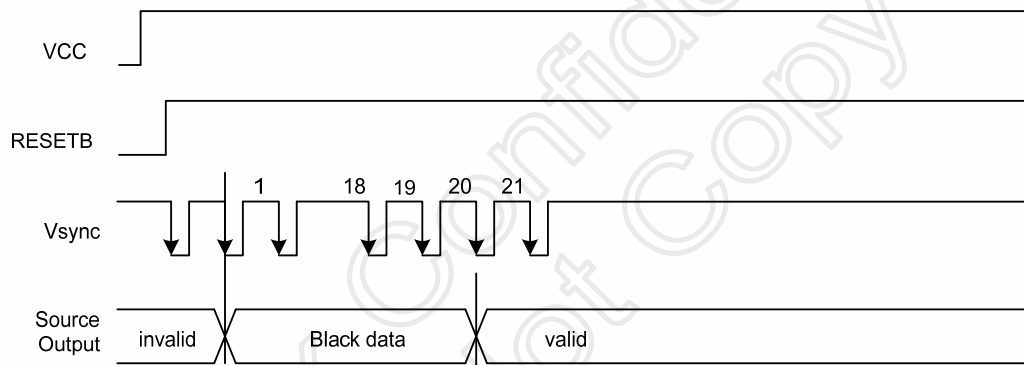 VCC
RESETB
1 18 19 20 21
Vsync
Source
Output
invalid Black data valid